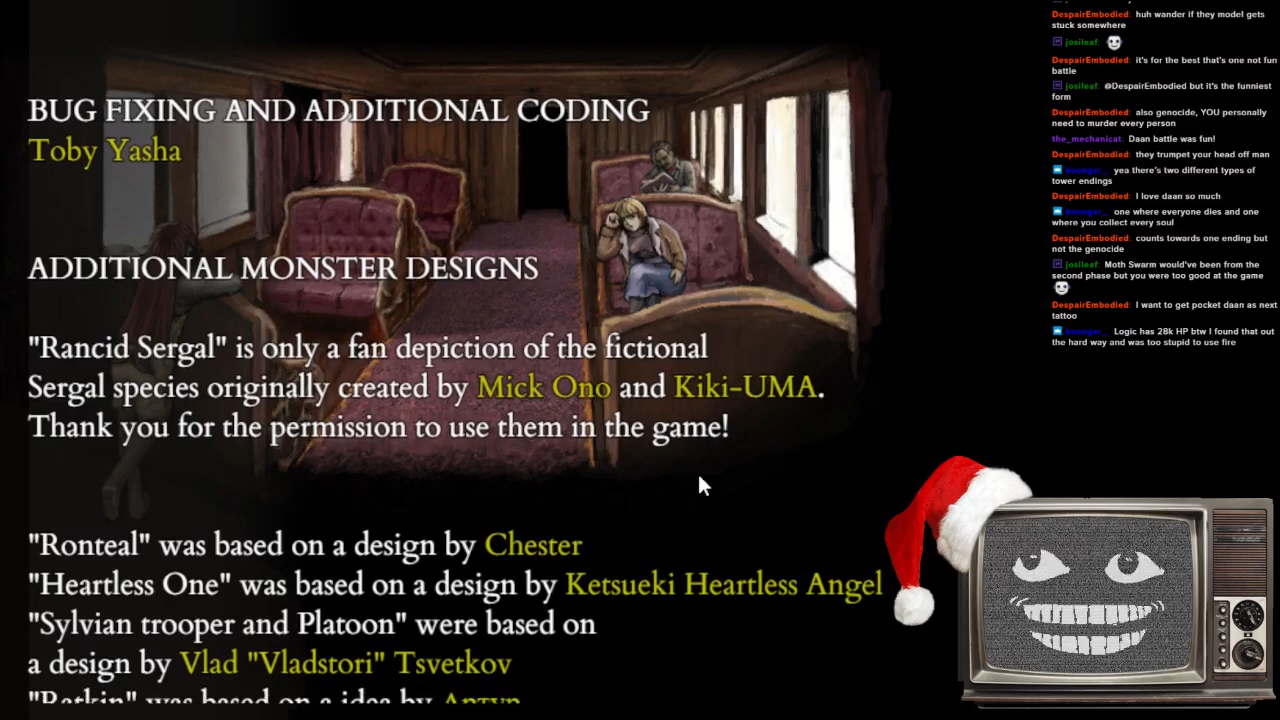 BUG FIXING AND ADDITIONAL CODING
Toby Yasha
ADDITIONAL MONSTER DESIGNS
"Rancid Sergal" is only a fan depiction of the fictional
Sergal species originally created by Mick Ono and Kiki-UMA.
Thank you for the permission to use them in the game!
"Ronteal" was based on a design by Chester
"Heartless One" was based on a design by Ketsueki Heartless Angel
"Sylvian trooper and Platoon" were based on
a design by Vlad "Vladstori" Tsvetkov
"Ratkin" was based on a idea by Артур
DespairEmbodied: huh wander if they model gets
stuck somewhere
josileaf:
DespairEmbodied: it's for the best that's one not fun
battle
josileaf: @DespairEmbodied but it's the funniest
form
DespairEmbodied: also genocide, YOU personally
need to murder every person
the_mechanicat: Daan battle was fun!
DespairEmbodied: they trumpet your head off man
yea there's two different types of
tower endings
DespairEmbodied: I love daan so much
one where everyone dies and one
where you collect every soul
DespairEmbodied: counts towards one ending but
not the genocide
josileaf: Moth Swarm would've been from the
second phase but you were too good at the game
DespairEmbodied: I want to get pocket daan as next
tattoo
Logic has 28k HP btw I found that out
the hard way and was too stupid to use fire